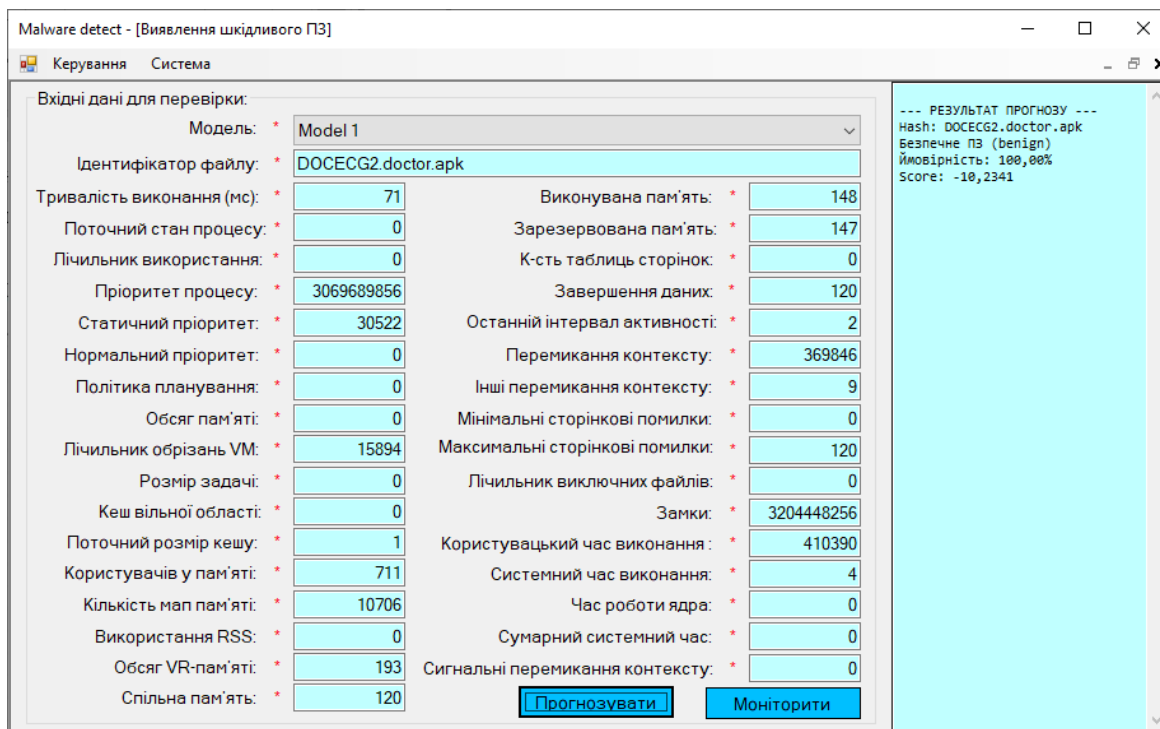 Malware detect - [Виявлення шкідливого ПЗ]
Керування Система
Вхідні дані для перевірки:
Модель: * Model 1
Ідентифікатор файлу: * DOCECG2.doctor.apk
Тривалість виконання (мс): * 71 Виконувана пам'ять: * 148
Поточний стан процесу: * 0 Зарезервована пам'ять: * 147
Лічильник використання: * 0 К-сть таблиць сторінок: * 0
Пріоритет процесу: * 3069689856 Завершення даних: * 120
Статичний пріоритет: * 30522 Останній інтервал активності: * 2
Нормальний пріоритет: * 0 Перемикання контексту: * 369846
Політика планування: * 0 Інші перемикання контексту: * 9
Обсяг пам'яті: * 0 Мінімальні сторінкові помилки: * 0
Лічильник обрізань VM: * 15894 Максимальні сторінкові помилки: * 120
Розмір задачі: * 0 Лічильник виключних файлів: * 0
Кеш вільної області: * 0 Замки: * 3204448256
Поточний розмір кешу: * 1 Користувацький час виконання : * 410390
Користувачів у пам'яті: * 711 Системний час виконання: * 4
Кількість мап пам'яті: * 10706 Час роботи ядра: * 0
Використання RSS: * 0 Сумарний системний час: * 0
Обсяг VR-пам'яті: * 193 Сигнальні перемикання контексту: * 0
Спільна пам'ять: * 120 Прогнозувати Моніторити
--- РЕЗУЛЬТАТ ПРОГНОЗУ ---
Hash: DOCECG2.doctor.apk
Безпечне ПЗ (benign)
Ймовірність: 100,00%
Score: -10,2341